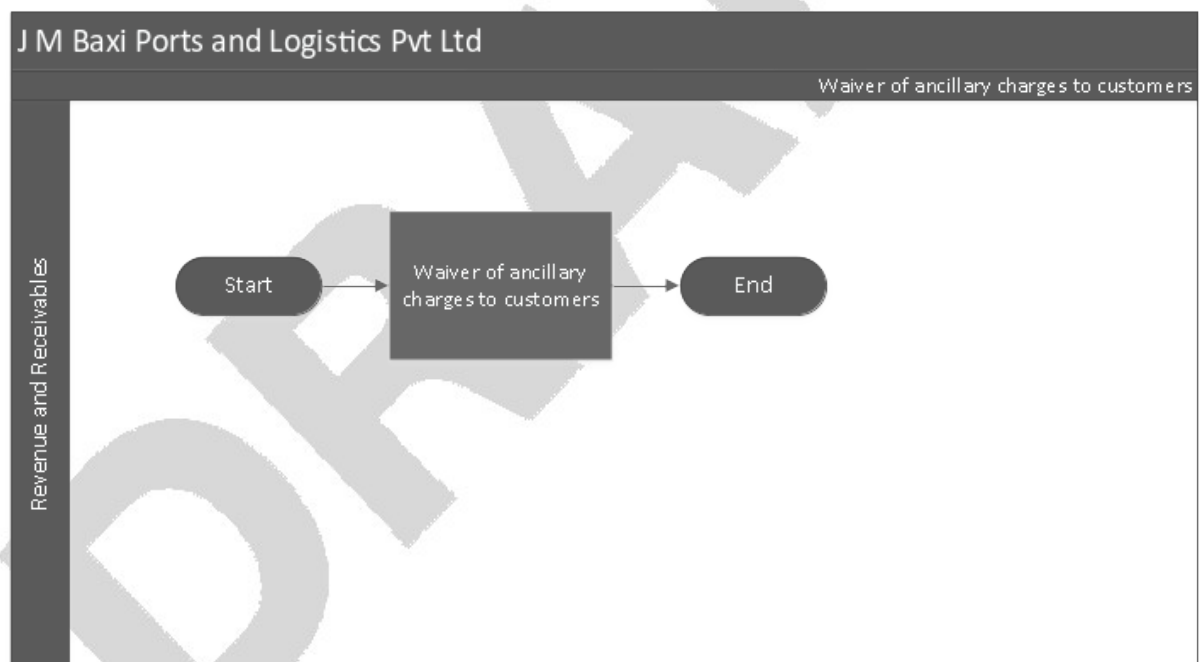 J M Baxi Ports and Logistics Pvt Ltd
Waiver of ancillary charges to customers
Revenue and Receivables
Start
Waiver of ancillary
charges to customers
End